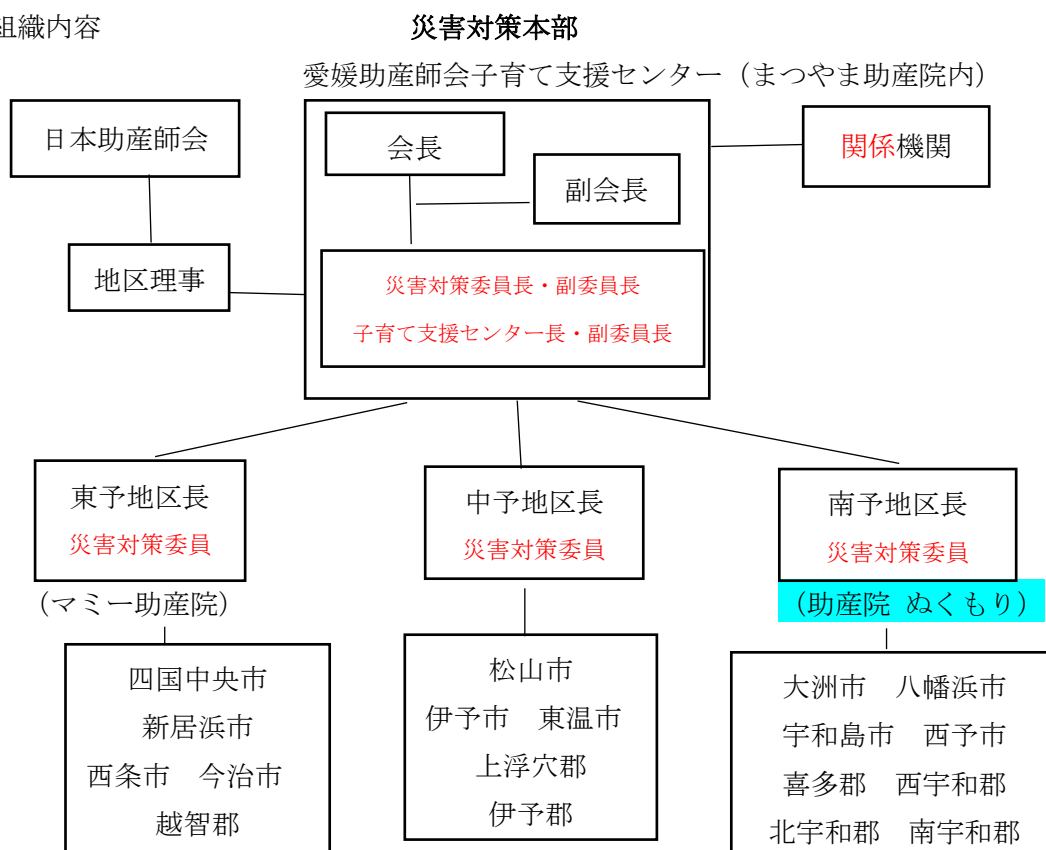 組織内容
災害対策本部
愛媛助産師会子育て支援センター（まつやま助産院内）
日本助産師会
会長
関係機関
副会長
地区理事
災害対策委員長・副委員長
子育て支援センター長・副委員長
東予地区長
災害対策委員
（マミー助産院）
中予地区長
災害対策委員
南予地区長
災害対策委員
（助産院 ぬくもり）
四国中央市
新居浜市
西条市　今治市
越智郡
松山市
伊予市　東温市
上浮穴郡
伊予郡
大洲市　八幡浜市
宇和島市　西予市
喜多郡　西宇和郡
北宇和郡　南宇和郡